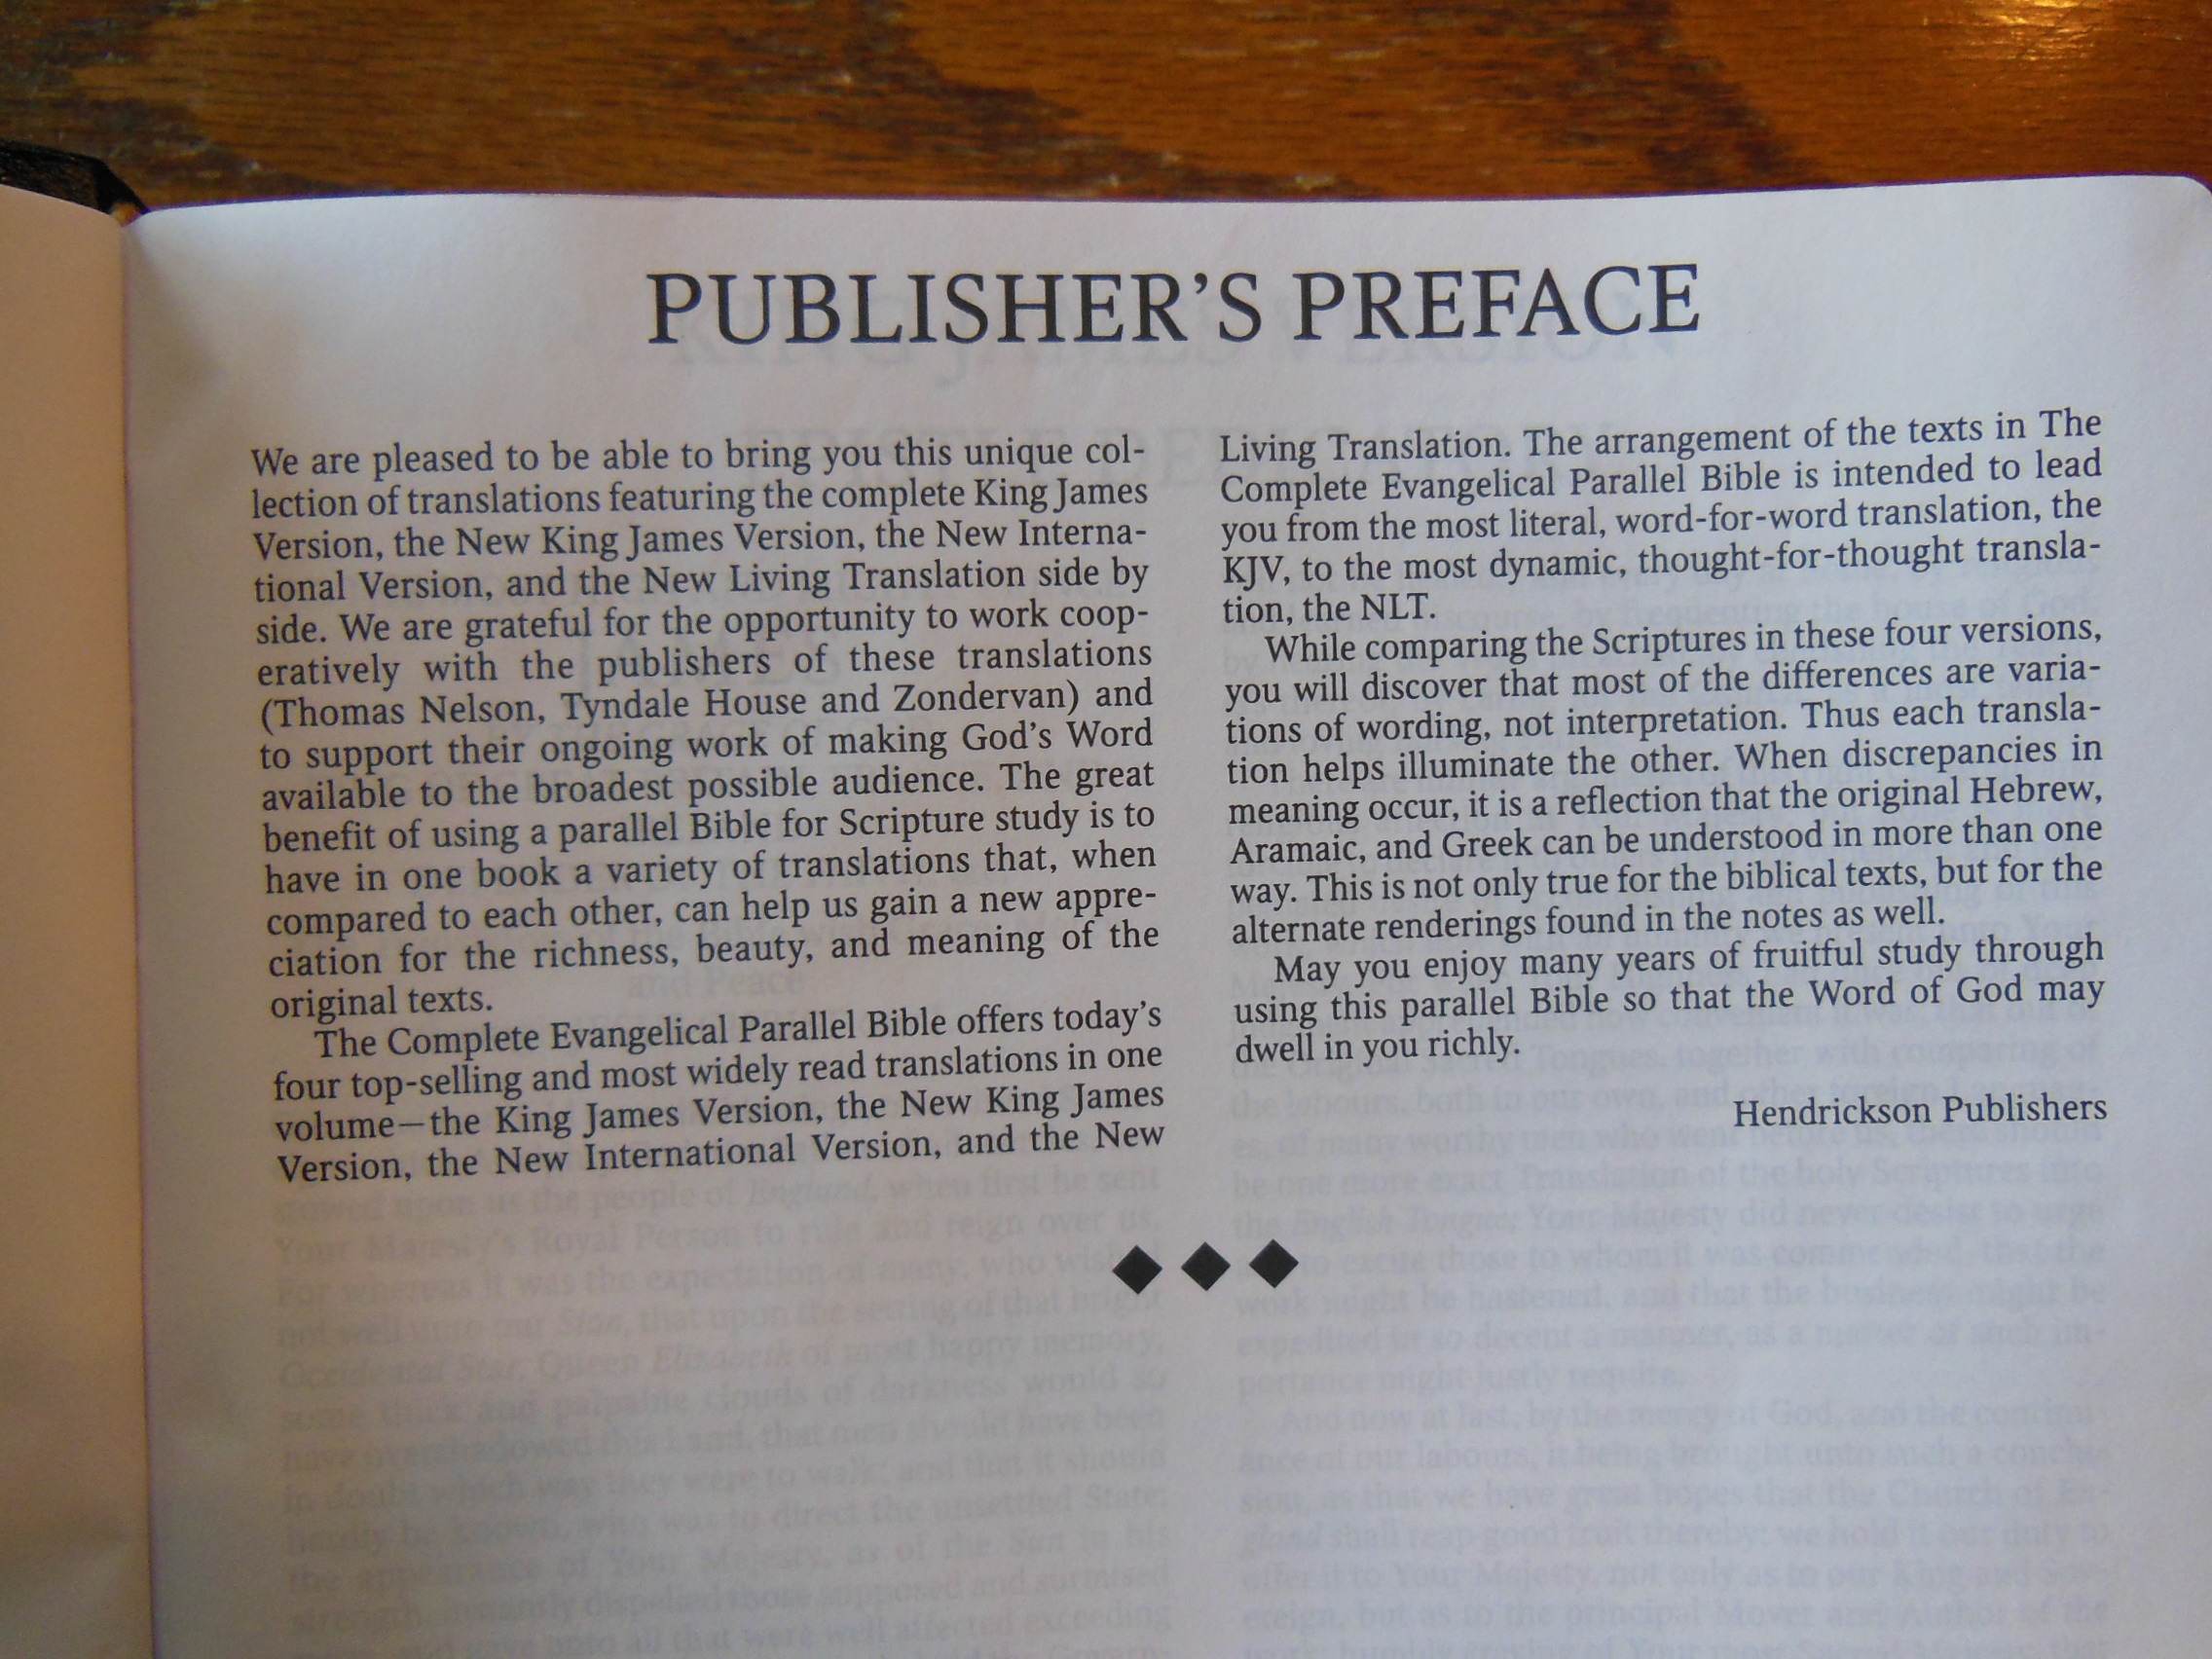 PUBLISHER'S PREFACE
We are pleased to be able to bring you this unique col-
lection of translations featuring the complete King James
Version, the New King James Version, the New Interna-
tional Version, and the New Living Translation side by
side. We are grateful for the opportunity to work coop-
eratively with the publishers of these translations
(Thomas Nelson, Tyndale House and Zondervan) and
to support their ongoing work of making God's Word
available to the broadest possible audience. The great
benefit of using a parallel Bible for Scripture study is to
have in one book a variety of translations that, when
compared to each other, can help us gain a new appre-
ciation for the richness, beauty, and meaning of the
original texts.
The Complete Evangelical Parallel Bible offers today's
four top-selling and most widely read translations in one
volume—the King James Version, the New King James
Version, the New International Version, and the New
Living Translation. The arrangement of the texts in The
Complete Evangelical Parallel Bible is intended to lead
you from the most literal, word-for-word translation, the
KJV, to the most dynamic, thought-for-thought transla-
tion, the NLT.
While comparing the Scriptures in these four versions,
you will discover that most of the differences are varia-
tions of wording, not interpretation. Thus each transla-
tion helps illuminate the other. When discrepancies in
meaning occur, it is a reflection that the original Hebrew,
Aramaic, and Greek can be understood in more than one
way. This is not only true for the biblical texts, but for the
alternate renderings found in the notes as well.
May you enjoy many years of fruitful study through
using this parallel Bible so that the Word of God may
dwell in you richly.
Hendrickson Publishers